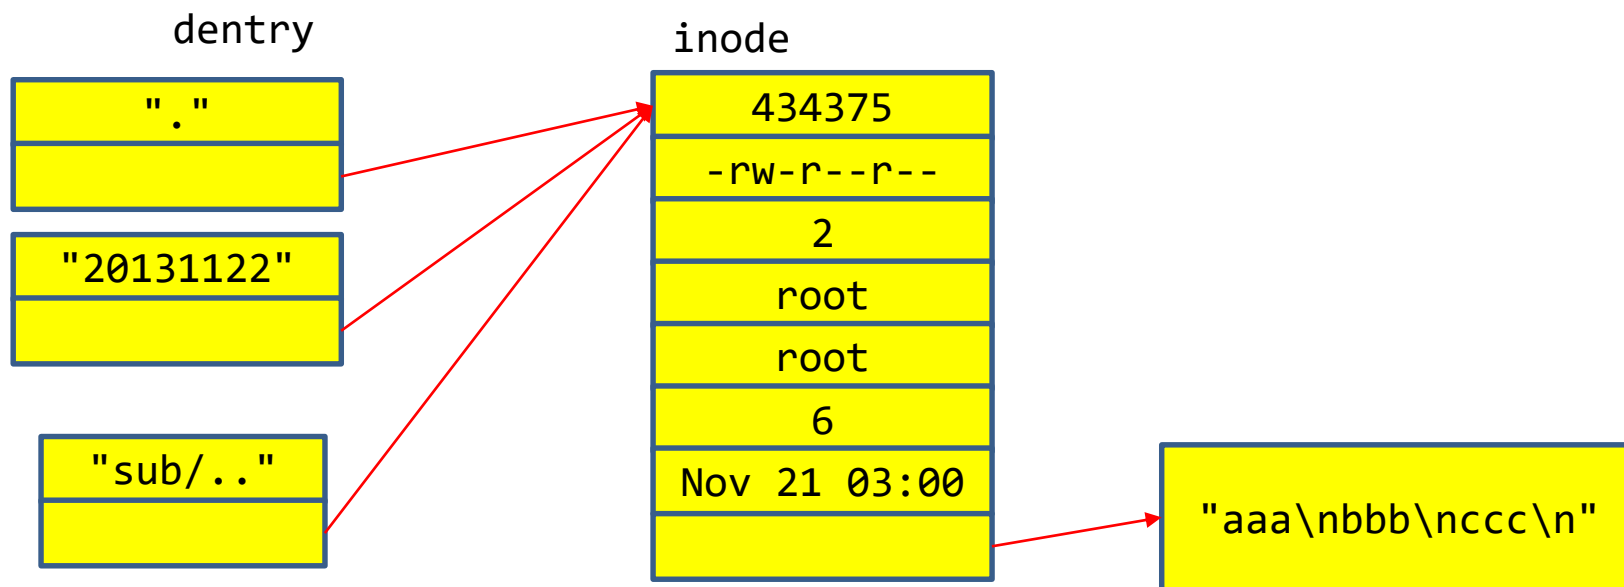 dentry
"."
"20131122"
"sub/.."
inode
434375
-rw-r--r--
2
root
root
6
Nov 21 03:00
"aaa\nbbb\nccc\n"